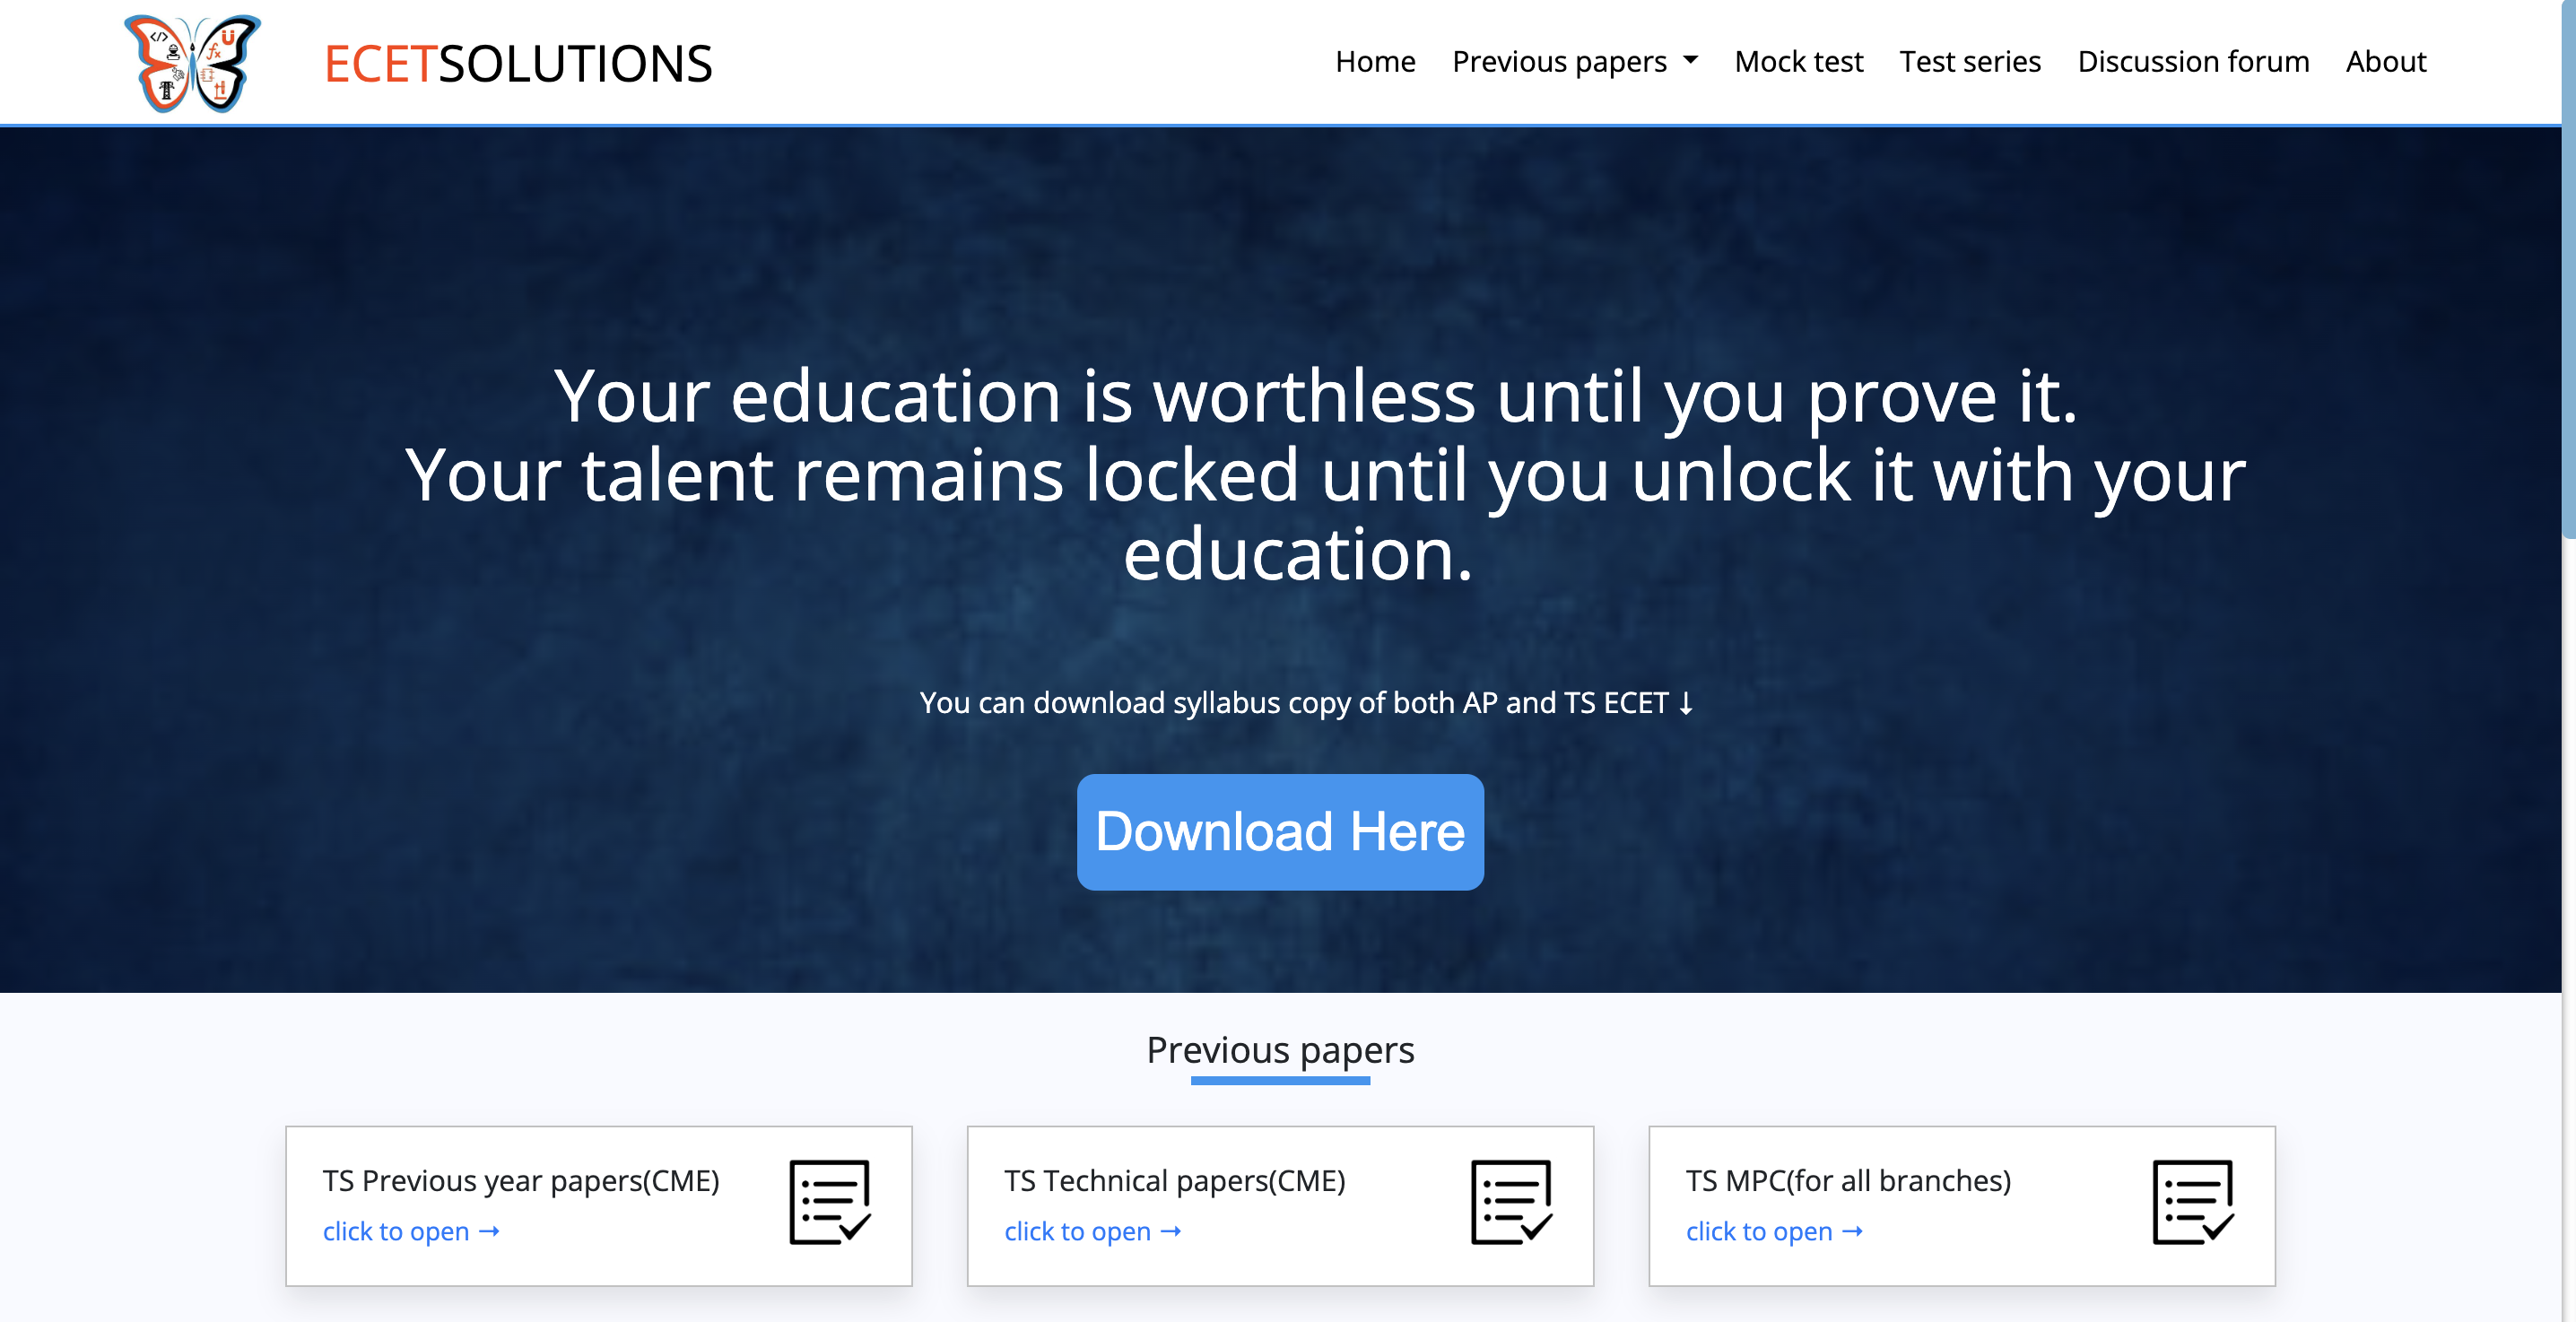 ECETSOLUTIONS
Home Previous papers Mock test Test series Discussion forum About
Your education is worthless until you prove it.
Your talent remains locked until you unlock it with your
education.
You can download syllabus copy of both AP and TS ECET ↓
Download Here
Previous papers
TS Previous year papers(CME)
click to open →
TS Technical papers(CME)
click to open →
TS MPC(for all branches)
click to open →